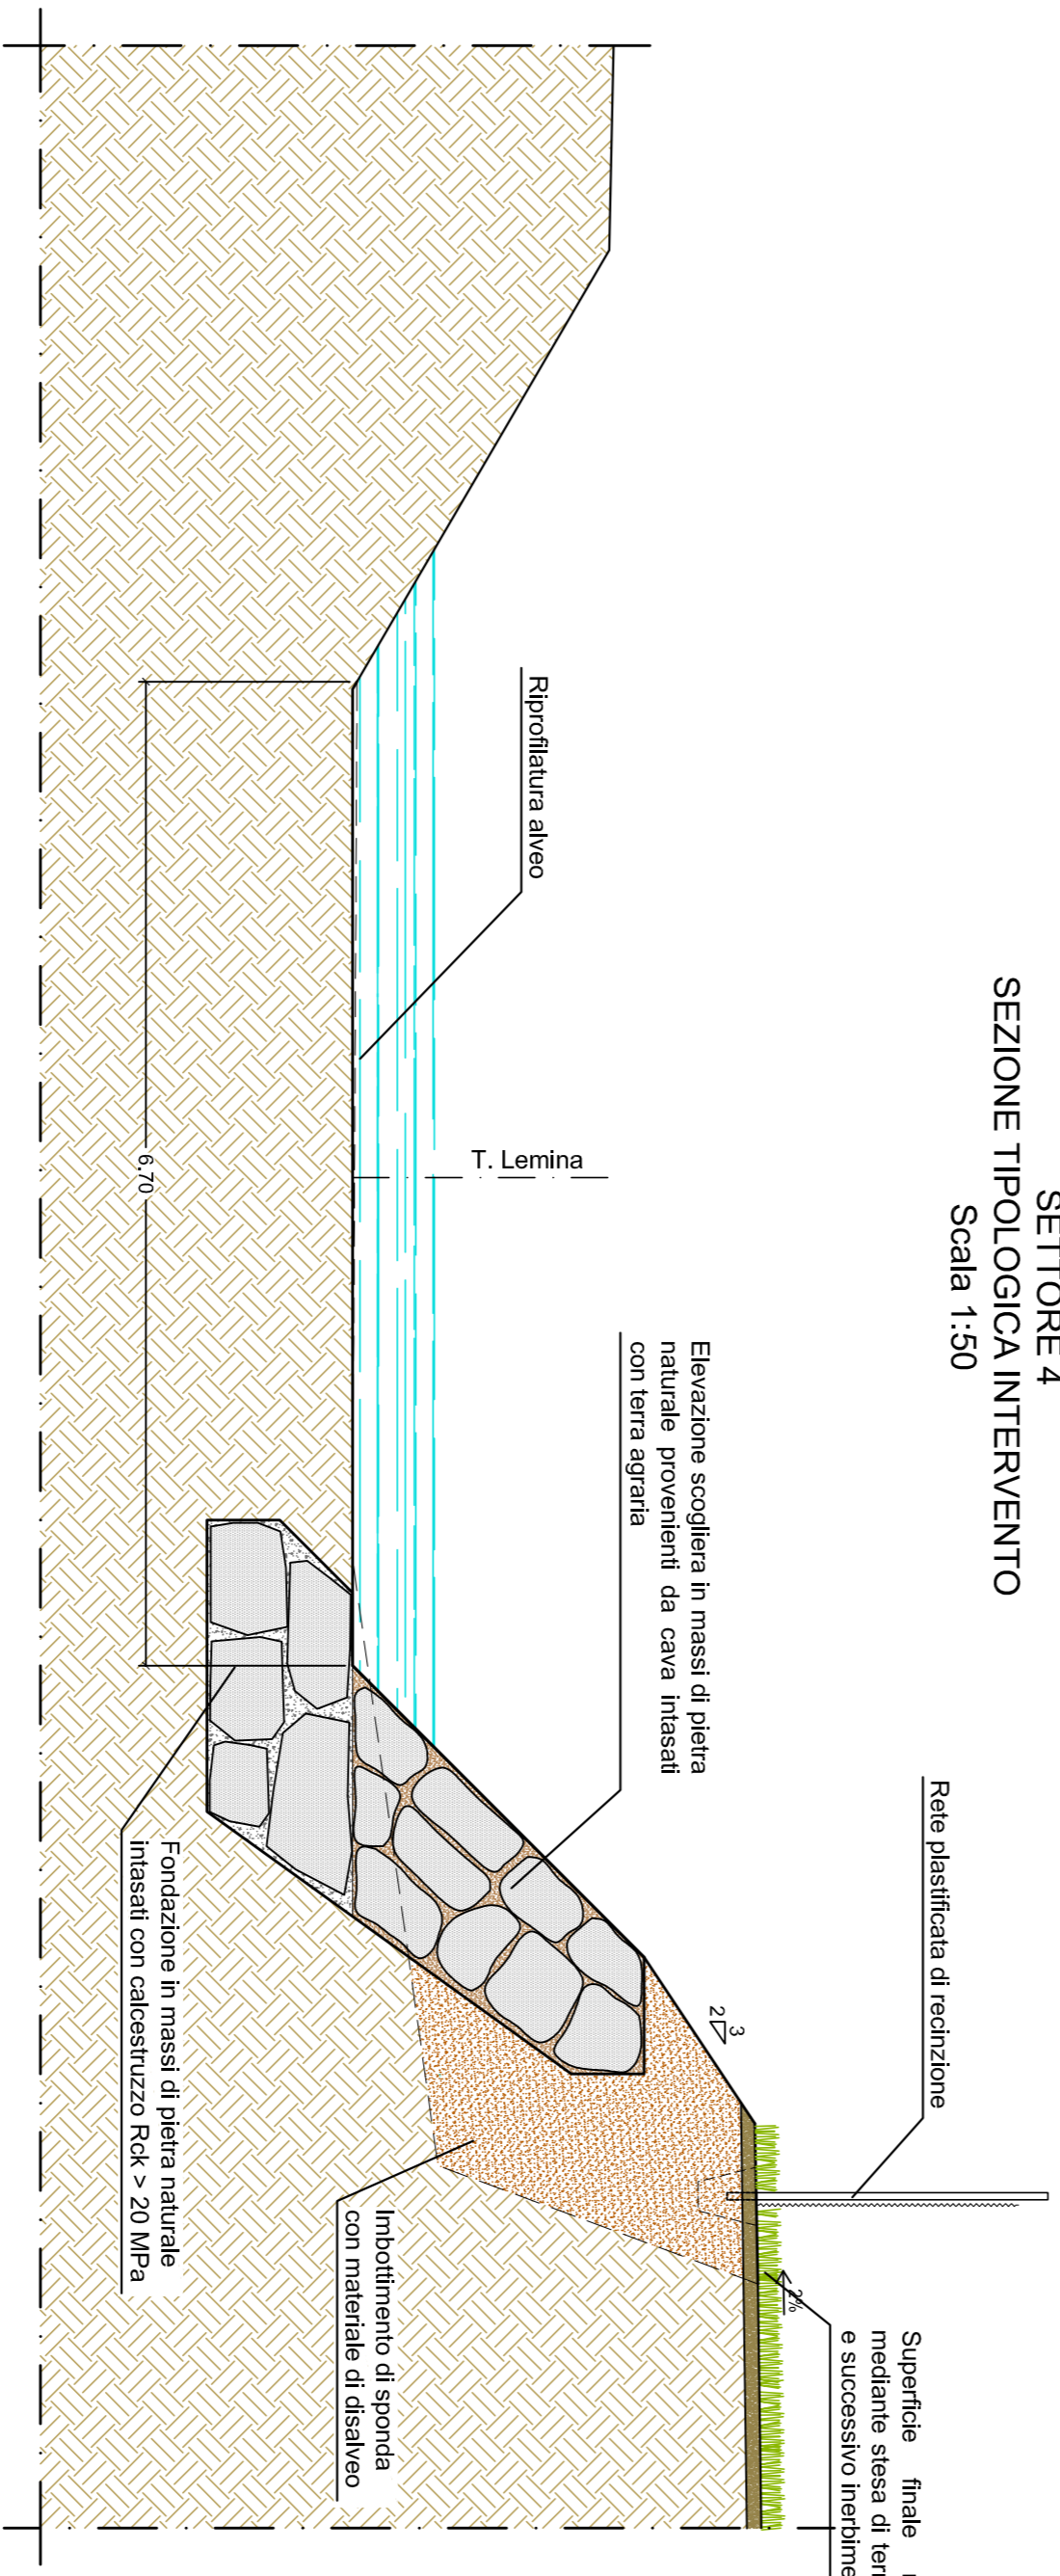 SETTORE 4
SEZIONE TIPOLOGICA INTERVENTO
Scala 1:50
Rete plastificata di recinzione
Superficie finale
mediante stesa di
e successivo
2%
3
2
Elevazione scogliera in massi di pietra
naturale provenienti da cava intasati
con terra agraria
T. Lemina
Riprofilatura alveo
Imbottimento di sponda
con materiale di disalveo
Fondazione in massi di pietra naturale
intasati con calcestruzzo Rck > 20 MPa
6.70